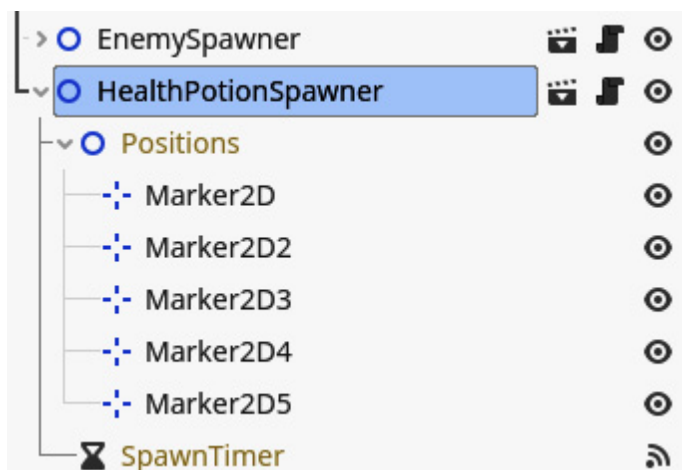 EnemySpawner
HealthPotionSpawner
Positions
Marker2D
Marker2D2
Marker2D3
Marker2D4
Marker2D5
SpawnTimer